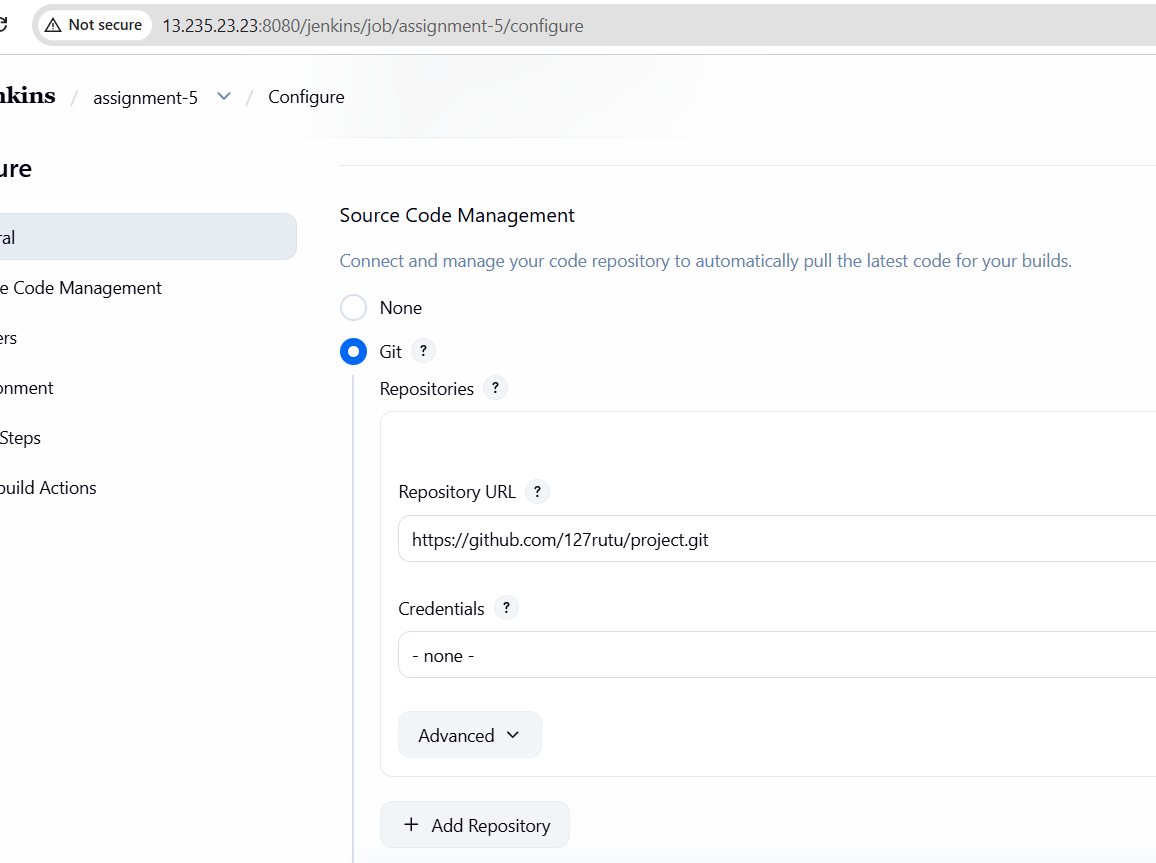 Not secure 13.235.23.23:8080/jenkins/job/assignment-5/configure
nkins / assignment-5 / Configure
ure
Source Code Management
ral
Connect and manage your code repository to automatically pull the latest code for your builds.
e Code Management
None
ers
Git ?
onment
Repositories ?
Steps
build Actions
Repository URL ?
https://github.com/127rutu/project.git
Credentials ?
- none -
Advanced
+ Add Repository